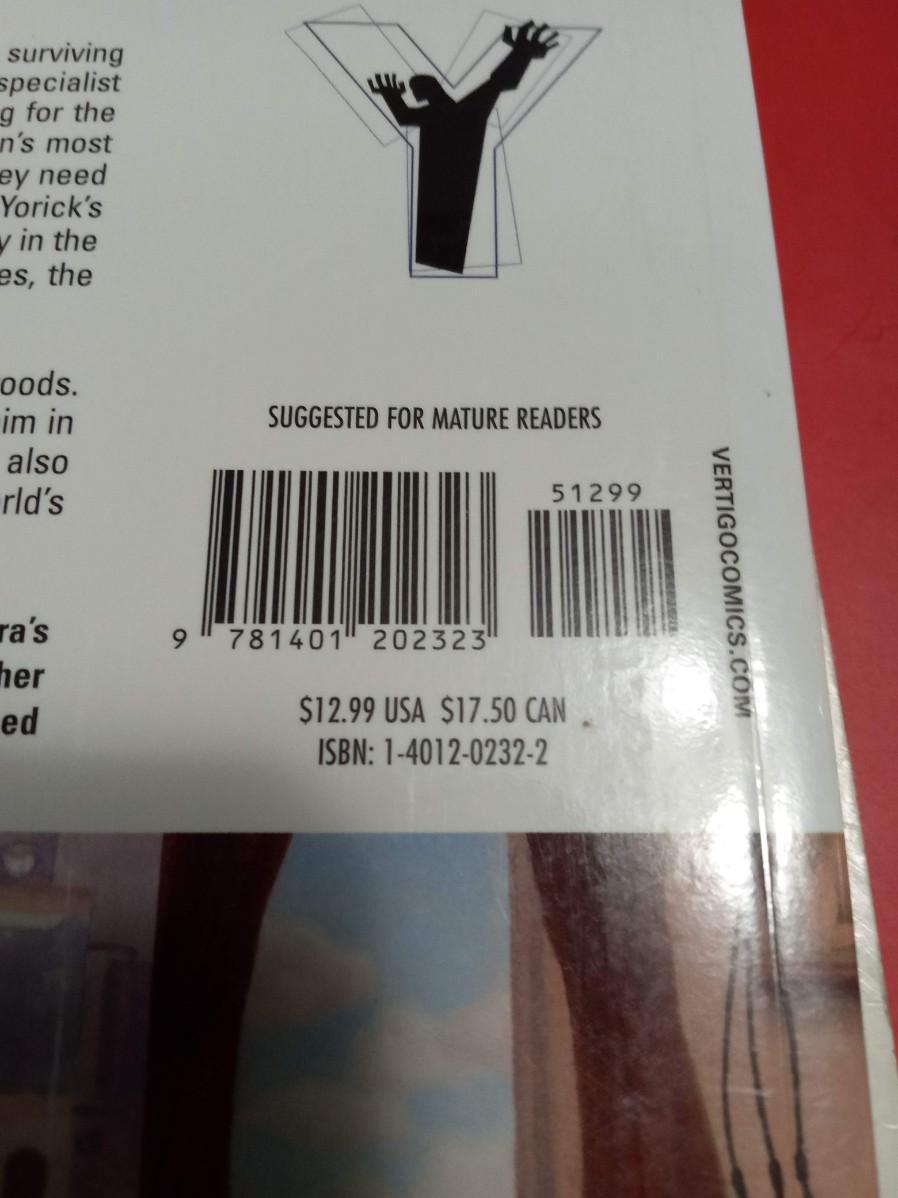 surviving
specialist
g for the
n's most
ey need
Yorick's
y in the
es, the
oods.
im in
also
rld's
ra's
her
ed
Y
SUGGESTED FOR MATURE READERS
51299
9 781401 202323
$12.99 USA $17.50 CAN
ISBN: 1-4012-0232-2
VERTIGOCOMICS.COM